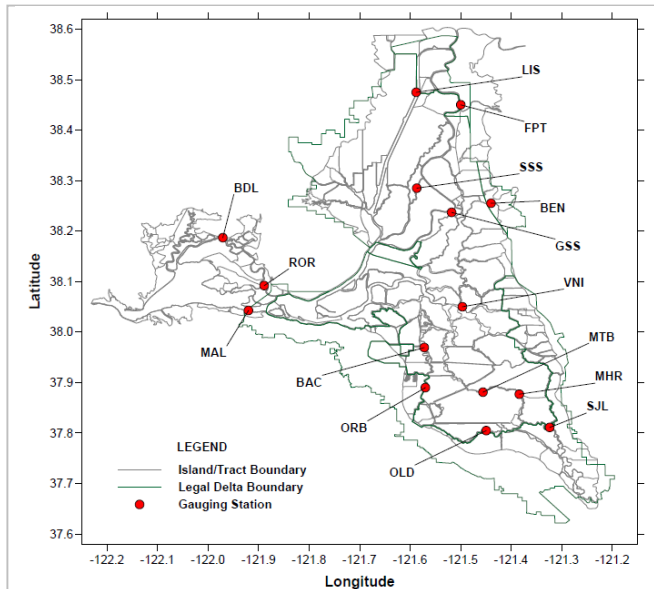 38.6
38.5
38.4
38.3
38.2
38.1
38.0
37.9
37.8
37.7
37.6
Latitude
LIS
FPT
SSS
BDL
BEN
GSS
ROR
VNI
MAL
MTB
BAC
MHR
ORB
SJL
OLD
LEGEND
Island/Tract Boundary
Legal Delta Boundary
Gauging Station
-122.2 -122.1 -122.0 -121.9 -121.8 -121.7 -121.6 -121.5 -121.4 -121.3 -121.2
Longitude